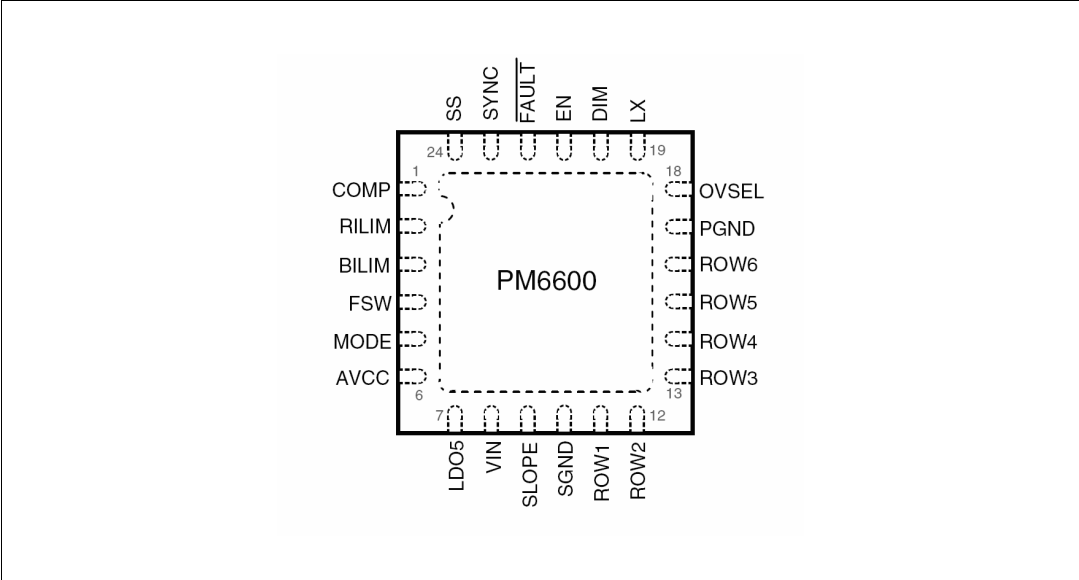 SS
SYNC
FAULT
EN
DIM
LX
24
19
1
18
COMP
OVSEL
RILIM
PGND
BILIM
ROW6
PM6600
FSW
ROW5
MODE
ROW4
AVCC
ROW3
6
13
7
12
LDO5
VIN
SLOPE
SGND
ROW1
ROW2